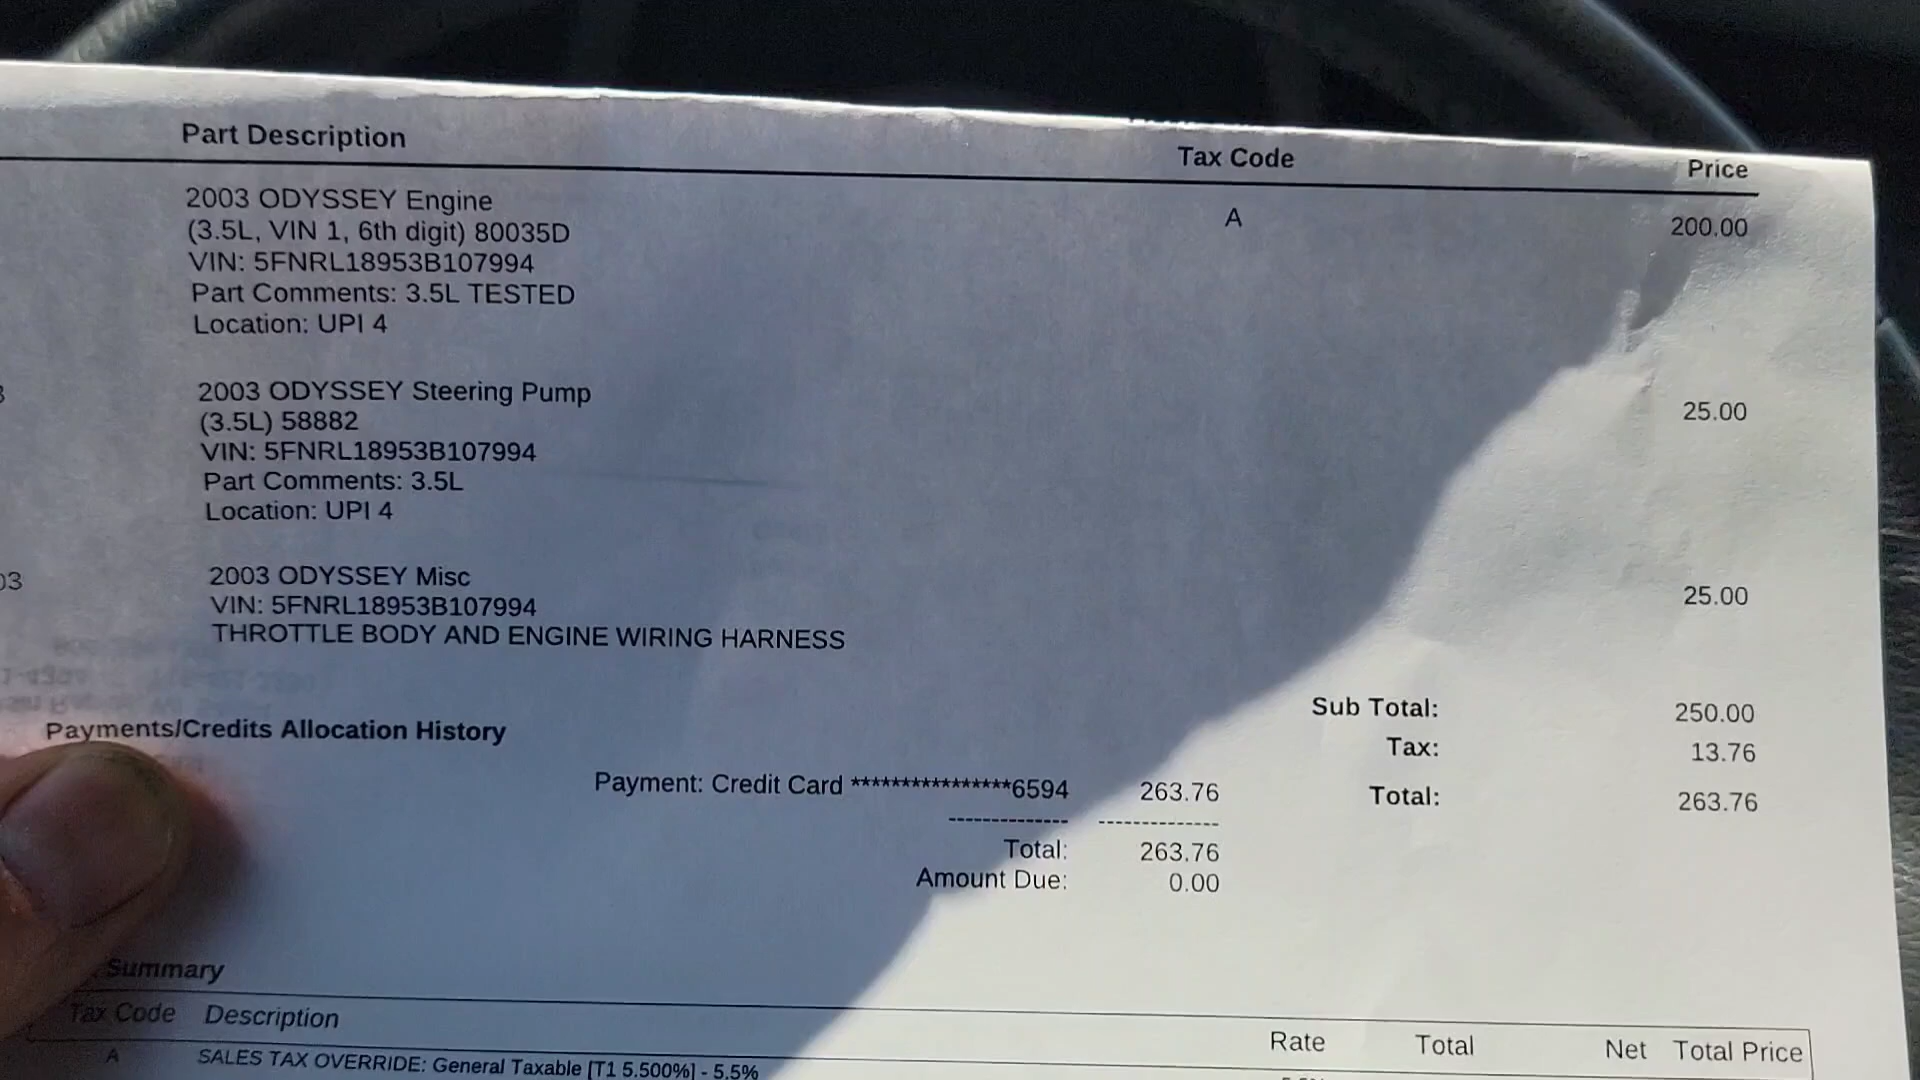 Part Description Tax Code Price
2003 ODYSSEY Engine A 200.00
(3.5L, VIN 1, 6th digit) 80035D
VIN: 5FNRL18953B107994
Part Comments: 3.5L TESTED
Location: UPI 4
2003 ODYSSEY Steering Pump 25.00
(3.5L) 58882
VIN: 5FNRL18953B107994
Part Comments: 3.5L
Location: UPI 4
03 2003 ODYSSEY Misc 25.00
VIN: 5FNRL18953B107994
THROTTLE BODY AND ENGINE WIRING HARNESS
Sub Total: 250.00
Payments/Credits Allocation History
Tax: 13.76
Payment: Credit Card ****************6594 263.76
Total: 263.76
-------------- --------------
Total: 263.76
Amount Due: 0.00
Summary
Tax Code Description Rate Total Net Total Price
A SALES TAX OVERRIDE: General Taxable [T1 5.500%] - 5.5%